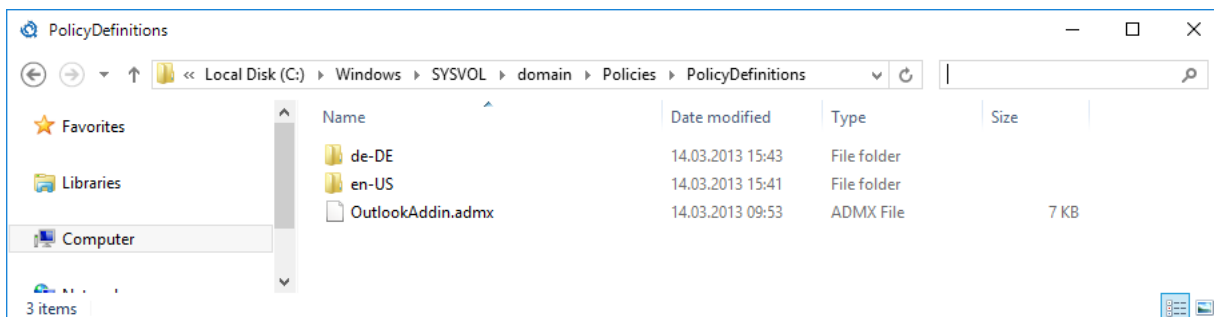 PolicyDefinitions
« Local Disk (C:) Windows SYSVOL domain Policies PolicyDefinitions
Favorites
Libraries
Computer
Name Date modified Type Size
de-DE 14.03.2013 15:43 File folder
en-US 14.03.2013 15:41 File folder
OutlookAddin.admx 14.03.2013 09:53 ADMX File 7 KB
3 items